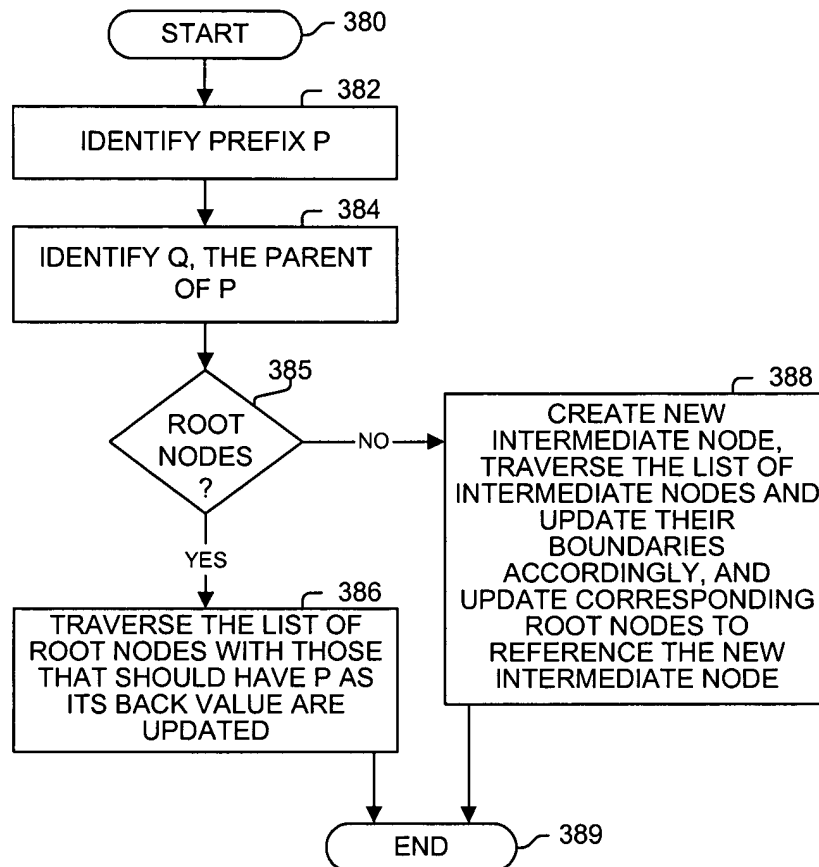 START
380
382
IDENTIFY PREFIX P
384
IDENTIFY Q, THE PARENT
OF P
385
ROOT
NODES
?
NO
YES
388
CREATE NEW
INTERMEDIATE NODE,
TRAVERSE THE LIST OF
INTERMEDIATE NODES AND
UPDATE THEIR
BOUNDARIES
ACCORDINGLY, AND
UPDATE CORRESPONDING
ROOT NODES TO
REFERENCE THE NEW
INTERMEDIATE NODE
386
TRAVERSE THE LIST OF
ROOT NODES WITH THOSE
THAT SHOULD HAVE P AS
ITS BACK VALUE ARE
UPDATED
END
389